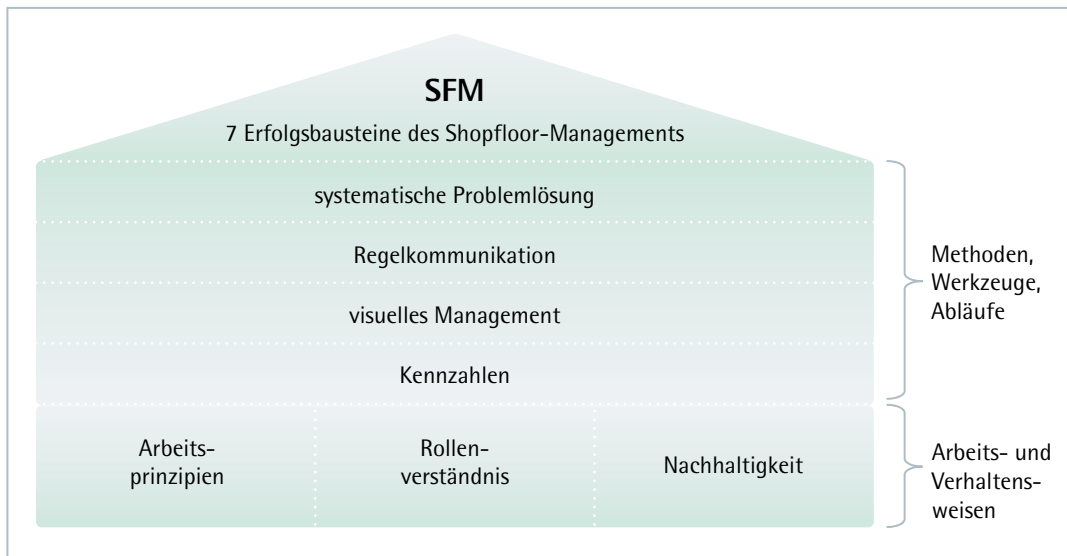 SFM
7 Erfolgsbausteine des Shopfloor-Managements
systematische Problemlösung
Regelkommunikation
visuelles Management
Kennzahlen
Methoden,
Werkzeuge,
Abläufe
Arbeits-
prinzipien
Rollen-
verständnis
Nachhaltigkeit
Arbeits- und
Verhaltens-
weisen